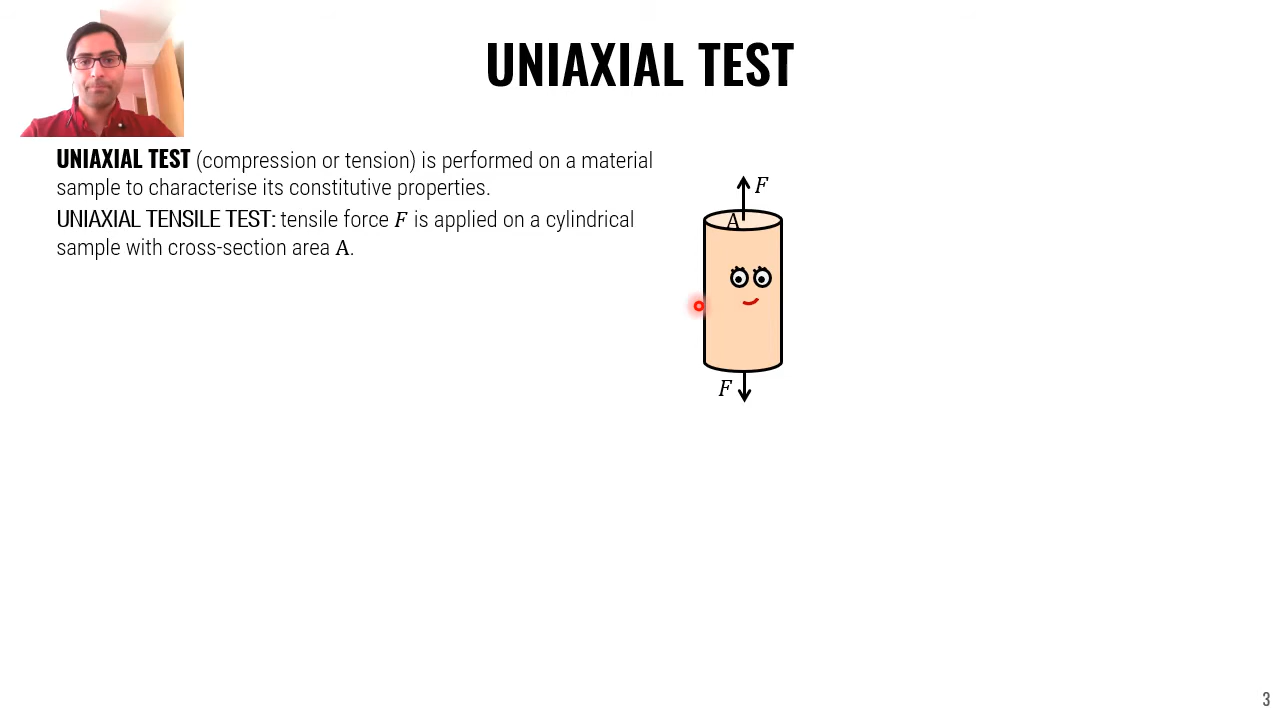 UNIAXIAL TEST
UNIAXIAL TEST (compression or tension) is performed on a material
sample to characterise its constitutive properties.
UNIAXIAL TENSILE TEST: tensile force F is applied on a cylindrical
sample with cross-section area A.
F
A
F
3